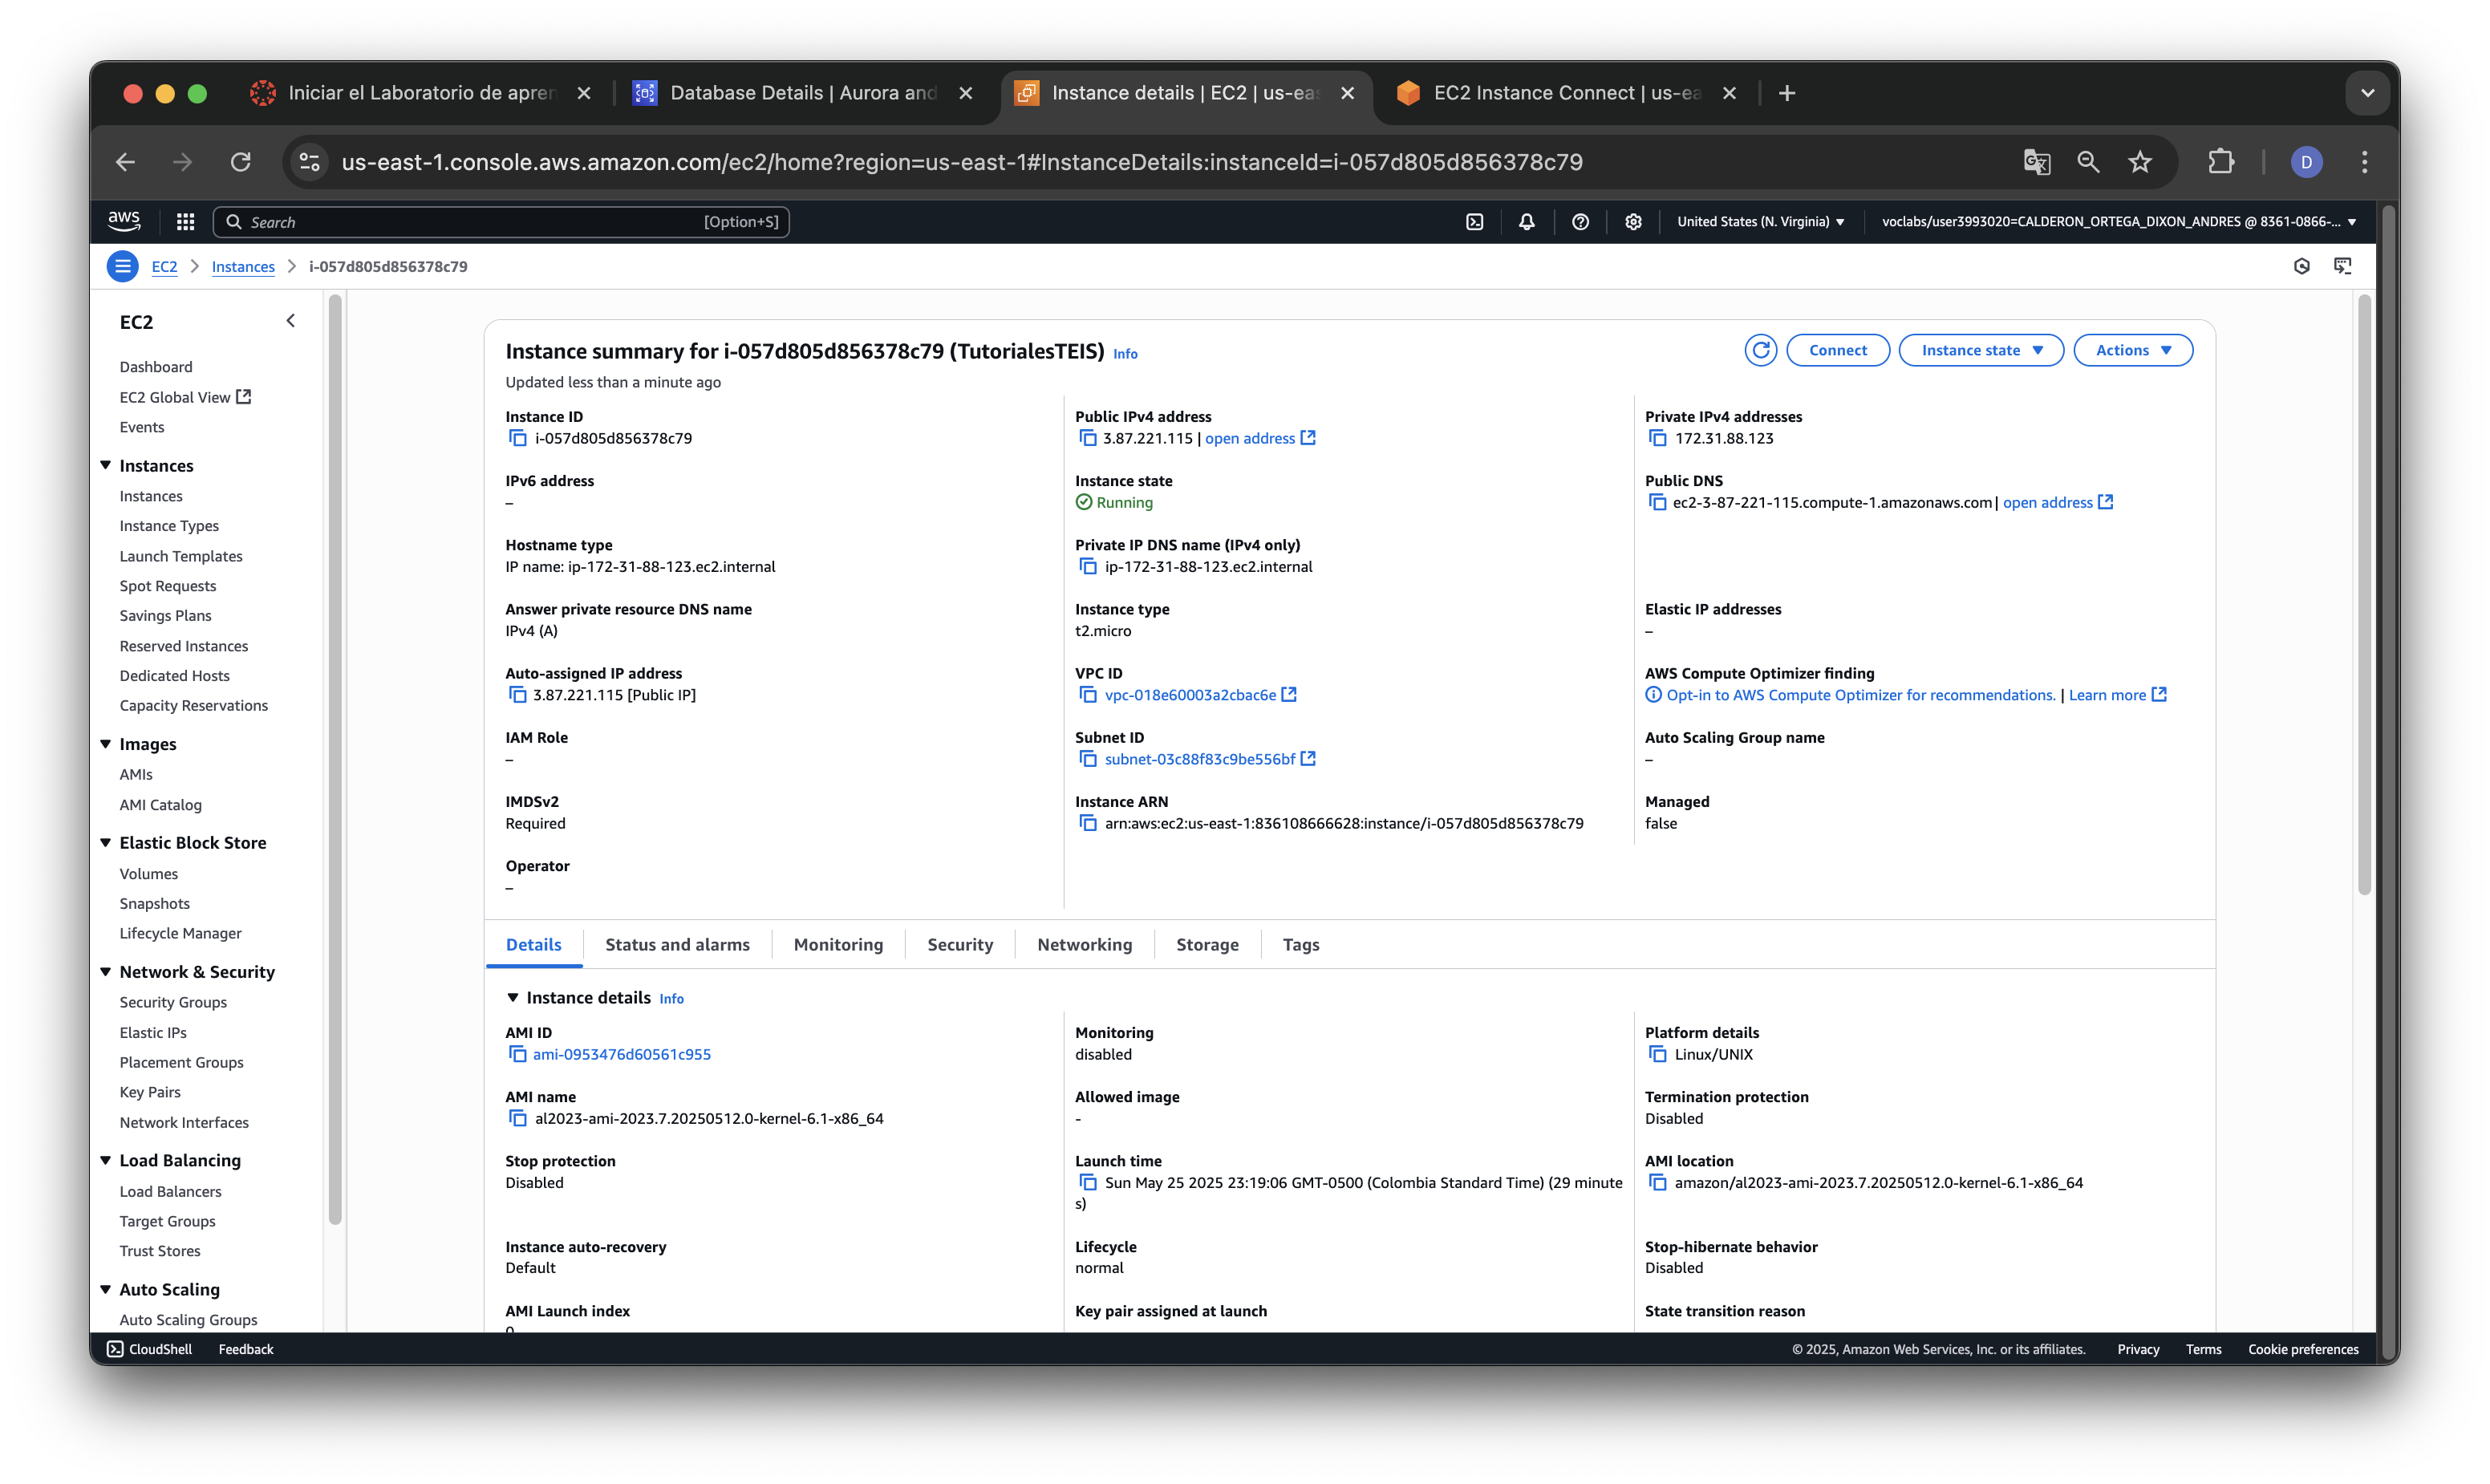 Iniciar el Laboratorio de apren
Database Details | Aurora and
Instance details | EC2 | us-eas
EC2 Instance Connect | us-ea
us-east-1.console.aws.amazon.com/ec2/home?region=us-east-1#InstanceDetails:instanceId=i-057d805d856378c79
D
aws
Search
[Option+S]
United States (N. Virginia)
voclabs/user3993020=CALDERON_ORTEGA_DIXON_ANDRES @ 8361-0866-...
EC2
Instances
i-057d805d856378c79
EC2
Dashboard
EC2 Global View
Events
Instances
Instances
Instance Types
Launch Templates
Spot Requests
Savings Plans
Reserved Instances
Dedicated Hosts
Capacity Reservations
Images
AMIs
AMI Catalog
Elastic Block Store
Volumes
Snapshots
Lifecycle Manager
Network & Security
Security Groups
Elastic IPs
Placement Groups
Key Pairs
Network Interfaces
Load Balancing
Load Balancers
Target Groups
Trust Stores
Auto Scaling
Auto Scaling Groups
Instance summary for i-057d805d856378c79 (TutorialesTEIS) Info
Updated less than a minute ago
Connect
Instance state
Actions
Instance ID
i-057d805d856378c79
Public IPv4 address
3.87.221.115 | open address
Private IPv4 addresses
172.31.88.123
IPv6 address
–
Instance state
Running
Public DNS
ec2-3-87-221-115.compute-1.amazonaws.com | open address
Hostname type
IP name: ip-172-31-88-123.ec2.internal
Private IP DNS name (IPv4 only)
ip-172-31-88-123.ec2.internal
Answer private resource DNS name
IPv4 (A)
Instance type
t2.micro
Elastic IP addresses
–
Auto-assigned IP address
3.87.221.115 [Public IP]
VPC ID
vpc-018e60003a2cbac6e
AWS Compute Optimizer finding
Opt-in to AWS Compute Optimizer for recommendations. | Learn more
IAM Role
–
Subnet ID
subnet-03c88f83c9be556bf
Auto Scaling Group name
–
IMDSv2
Required
Instance ARN
arn:aws:ec2:us-east-1:836108666628:instance/i-057d805d856378c79
Managed
false
Operator
–
Details
Status and alarms
Monitoring
Security
Networking
Storage
Tags
Instance details Info
AMI ID
ami-0953476d60561c955
Monitoring
disabled
Platform details
Linux/UNIX
AMI name
al2023-ami-2023.7.20250512.0-kernel-6.1-x86_64
Allowed image
-
Termination protection
Disabled
Stop protection
Disabled
Launch time
Sun May 25 2025 23:19:06 GMT-0500 (Colombia Standard Time) (29 minute
s)
AMI location
amazon/al2023-ami-2023.7.20250512.0-kernel-6.1-x86_64
Instance auto-recovery
Default
Lifecycle
normal
Stop-hibernate behavior
Disabled
AMI Launch index
0
Key pair assigned at launch
State transition reason
CloudShell
Feedback
© 2025, Amazon Web Services, Inc. or its affiliates.
Privacy
Terms
Cookie preferences